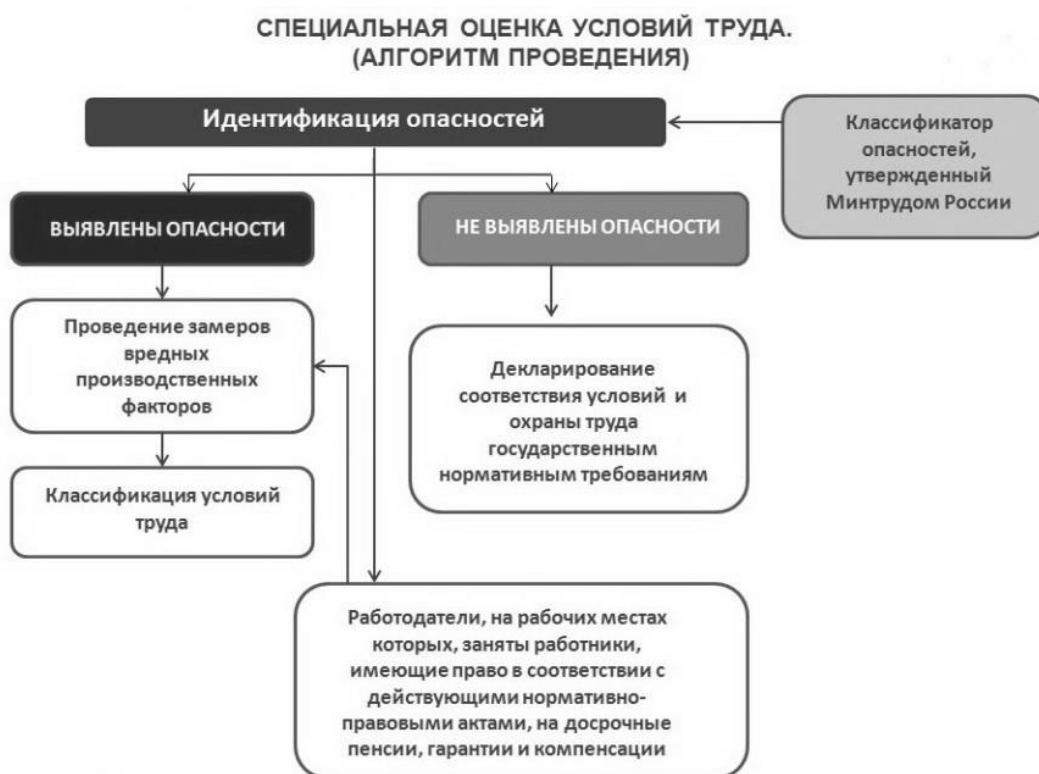 СПЕЦИАЛЬНАЯ ОЦЕНКА УСЛОВИЙ ТРУДА.
(АЛГОРИТМ ПРОВЕДЕНИЯ)
Идентификация опасностей
Классификатор
опасностей,
утвержденный
Минтрудом России
ВЫЯВЛЕНЫ ОПАСНОСТИ
НЕ ВЫЯВЛЕНЫ ОПАСНОСТИ
Проведение замеров
вредных
производственных
факторов
Декларирование
соответствия условий и
охраны труда
государственным
нормативным требованиям
Классификация условий
труда
Работодатели, на рабочих местах
которых, заняты работники,
имеющие право в соответствии с
действующими нормативно-
правовыми актами, на досрочные
пенсии, гарантии и компенсации